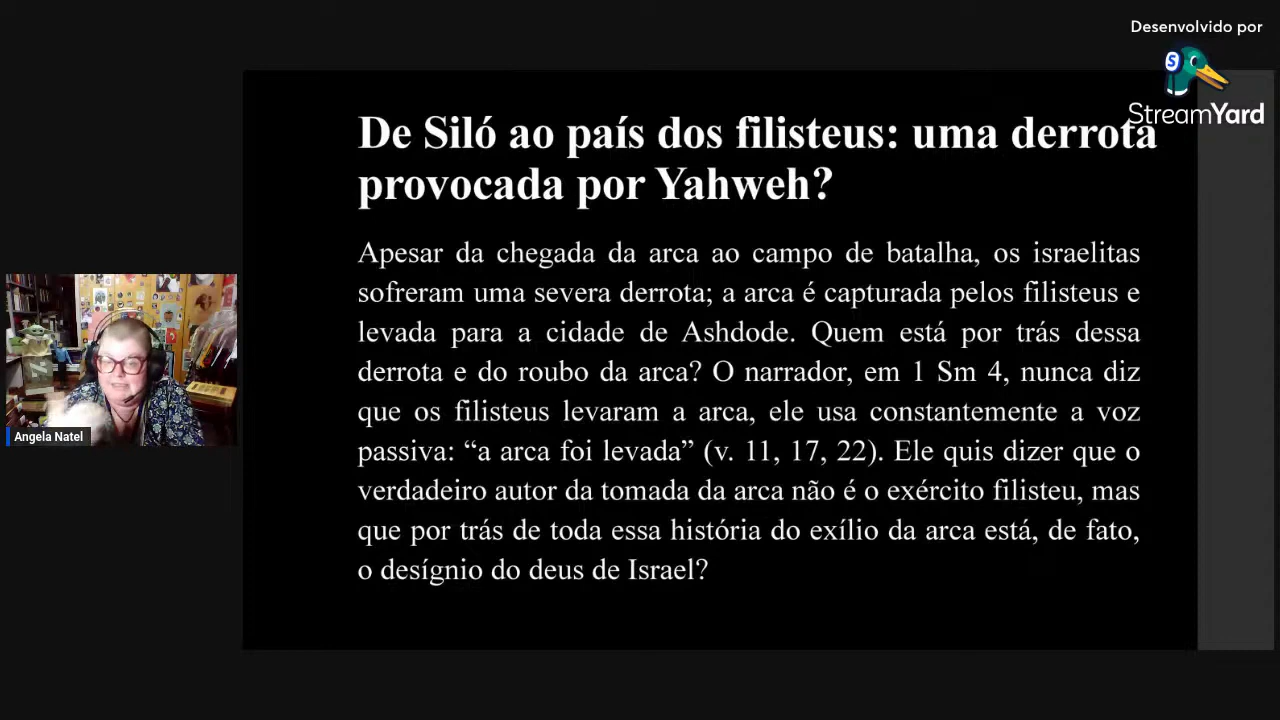 Desenvolvido por
StreamYard
De Siló ao país dos filisteus: uma derrota
provocada por Yahweh?
Apesar da chegada da arca ao campo de batalha, os israelitas
sofreram uma severa derrota; a arca é capturada pelos filisteus e
levada para a cidade de Ashdode. Quem está por trás dessa
derrota e do roubo da arca? O narrador, em 1 Sm 4, nunca diz
que os filisteus levaram a arca, ele usa constantemente a voz
passiva: “a arca foi levada” (v. 11, 17, 22). Ele quis dizer que o
verdadeiro autor da tomada da arca não é o exército filisteu, mas
que por trás de toda essa história do exílio da arca está, de fato,
o desígnio do deus de Israel?
Angela Natel